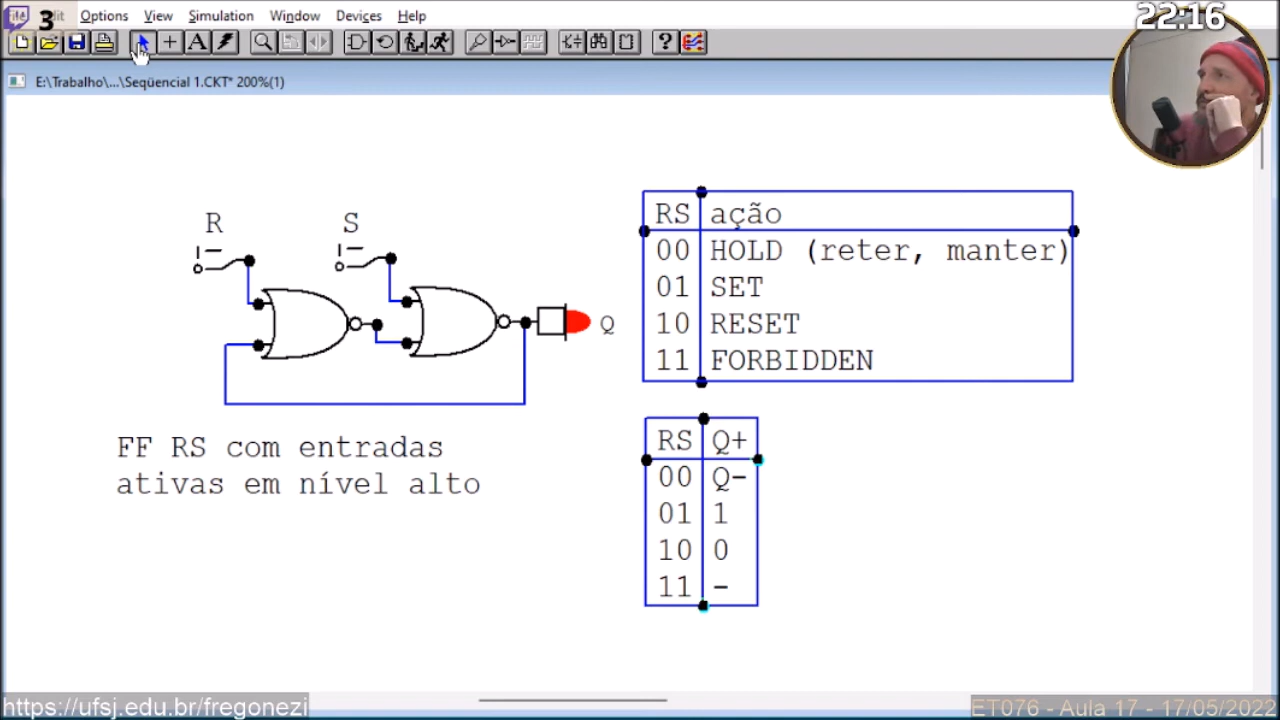 3
Edit Options View Simulation Window Devices Help
22:16
A
?
E:\Trabalho\...\Seqüencial 1.CKT* 200%(1)
R S
Q
FF RS com entradas
ativas em nível alto
RS ação
00 HOLD (reter, manter)
01 SET
10 RESET
11 FORBIDDEN
RS Q+
00 Q-
01 1
10 0
11 -
https://ufsj.edu.br/fregonezi
ET076 - Aula 17 - 17/05/2022